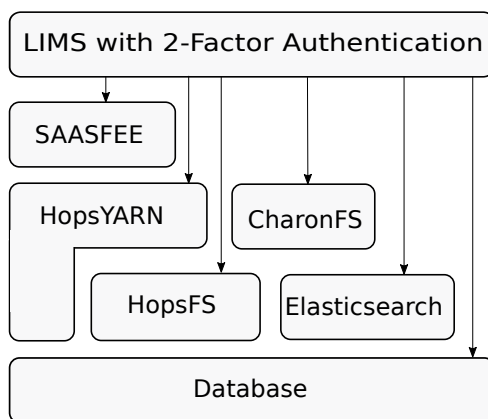 LIMS with 2-Factor Authentication
SAASFEE
HopsYARN
CharonFS
HopsFS
Elasticsearch
Database